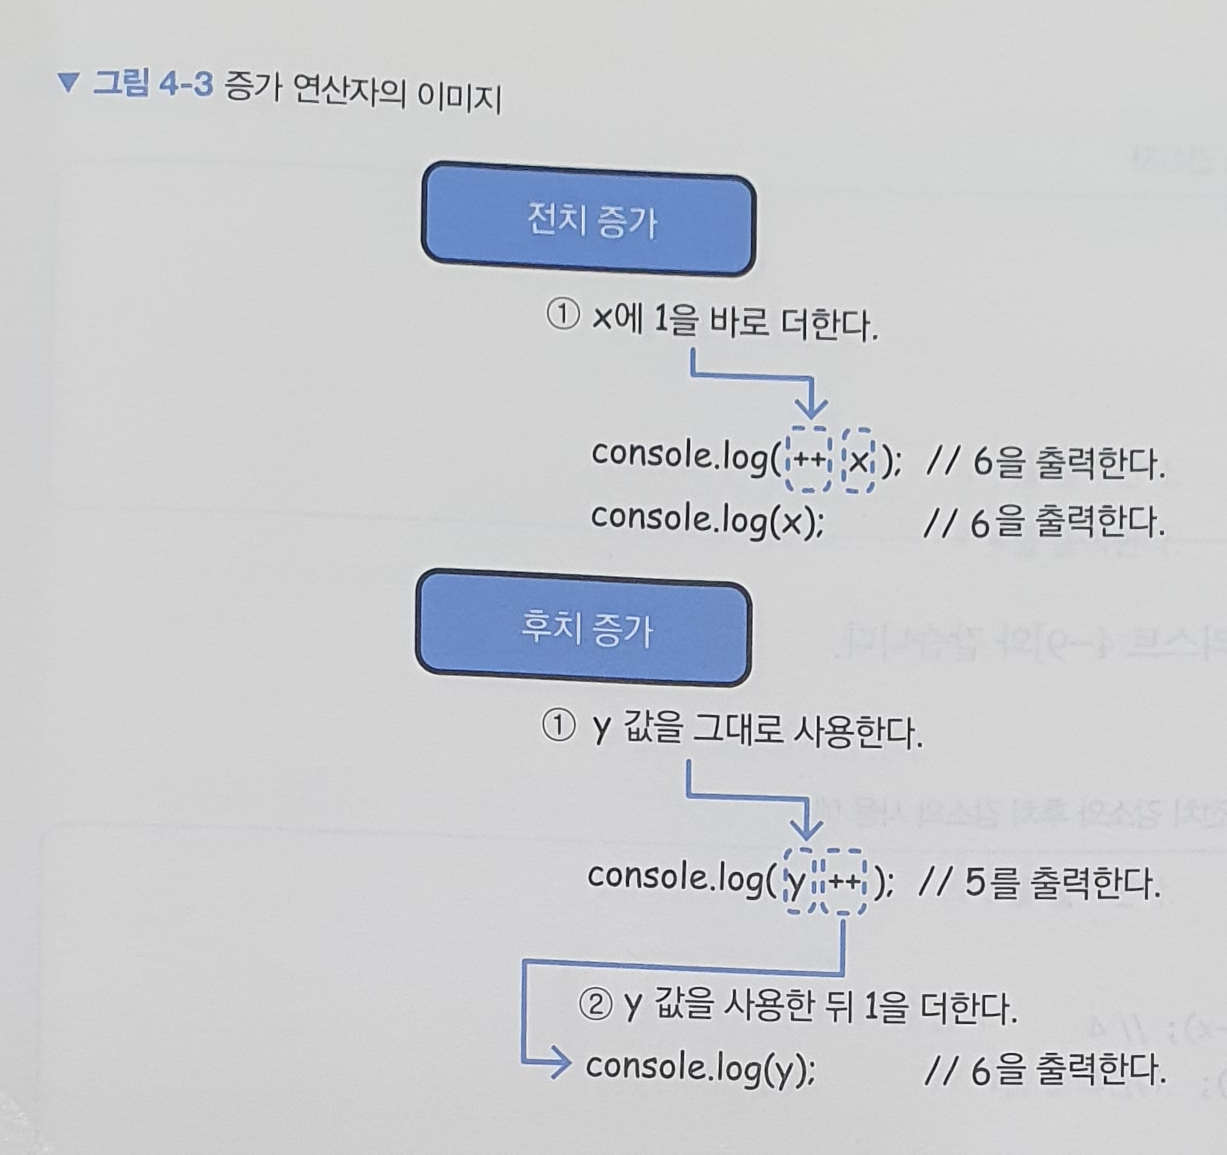 ▼ 그림 4-3 증가 연산자의 이미지
전치 증가
① x에 1을 바로 더한다.
console.log(++x); // 6을 출력한다.
console.log(x); // 6을 출력한다.
후치 증가
① y 값을 그대로 사용한다.
console.log(y++); // 5를 출력한다.
② y 값을 사용한 뒤 1을 더한다.
console.log(y); // 6을 출력한다.